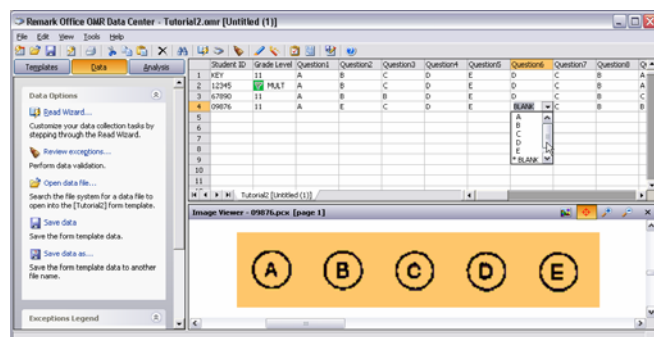 Remark Office OMR Data Center - Tutorial2.omr [Untitled (1)]
File Edit View Tools Help
Templates Data Analysis
Data Options
Read Wizard...
Customize your data collection tasks by
stepping through the Read Wizard.
Review exceptions...
Perform data validation.
Open data file...
Search the file system for a data file to
open into the [Tutorial2] form template.
Save data
Save the form template data.
Save data as...
Save the form template data to another
file name.
Exceptions Legend
Student ID Grade Level Question1 Question2 Question3 Question4 Question5 Question6 Question7 Question8
1 KEY 11 A B C D E D C B A
2 12345 MULT A B C D E D C B A
3 67890 11 A B B D E D C B C
4 09876 11 A E C D E BLANK C B B
5 A
6 B
7 C
8 D
9 E
* BLANK
10
11
Tutorial2 [Untitled (1)]
Image Viewer - 09876.pcx [page 1]
A B C D E